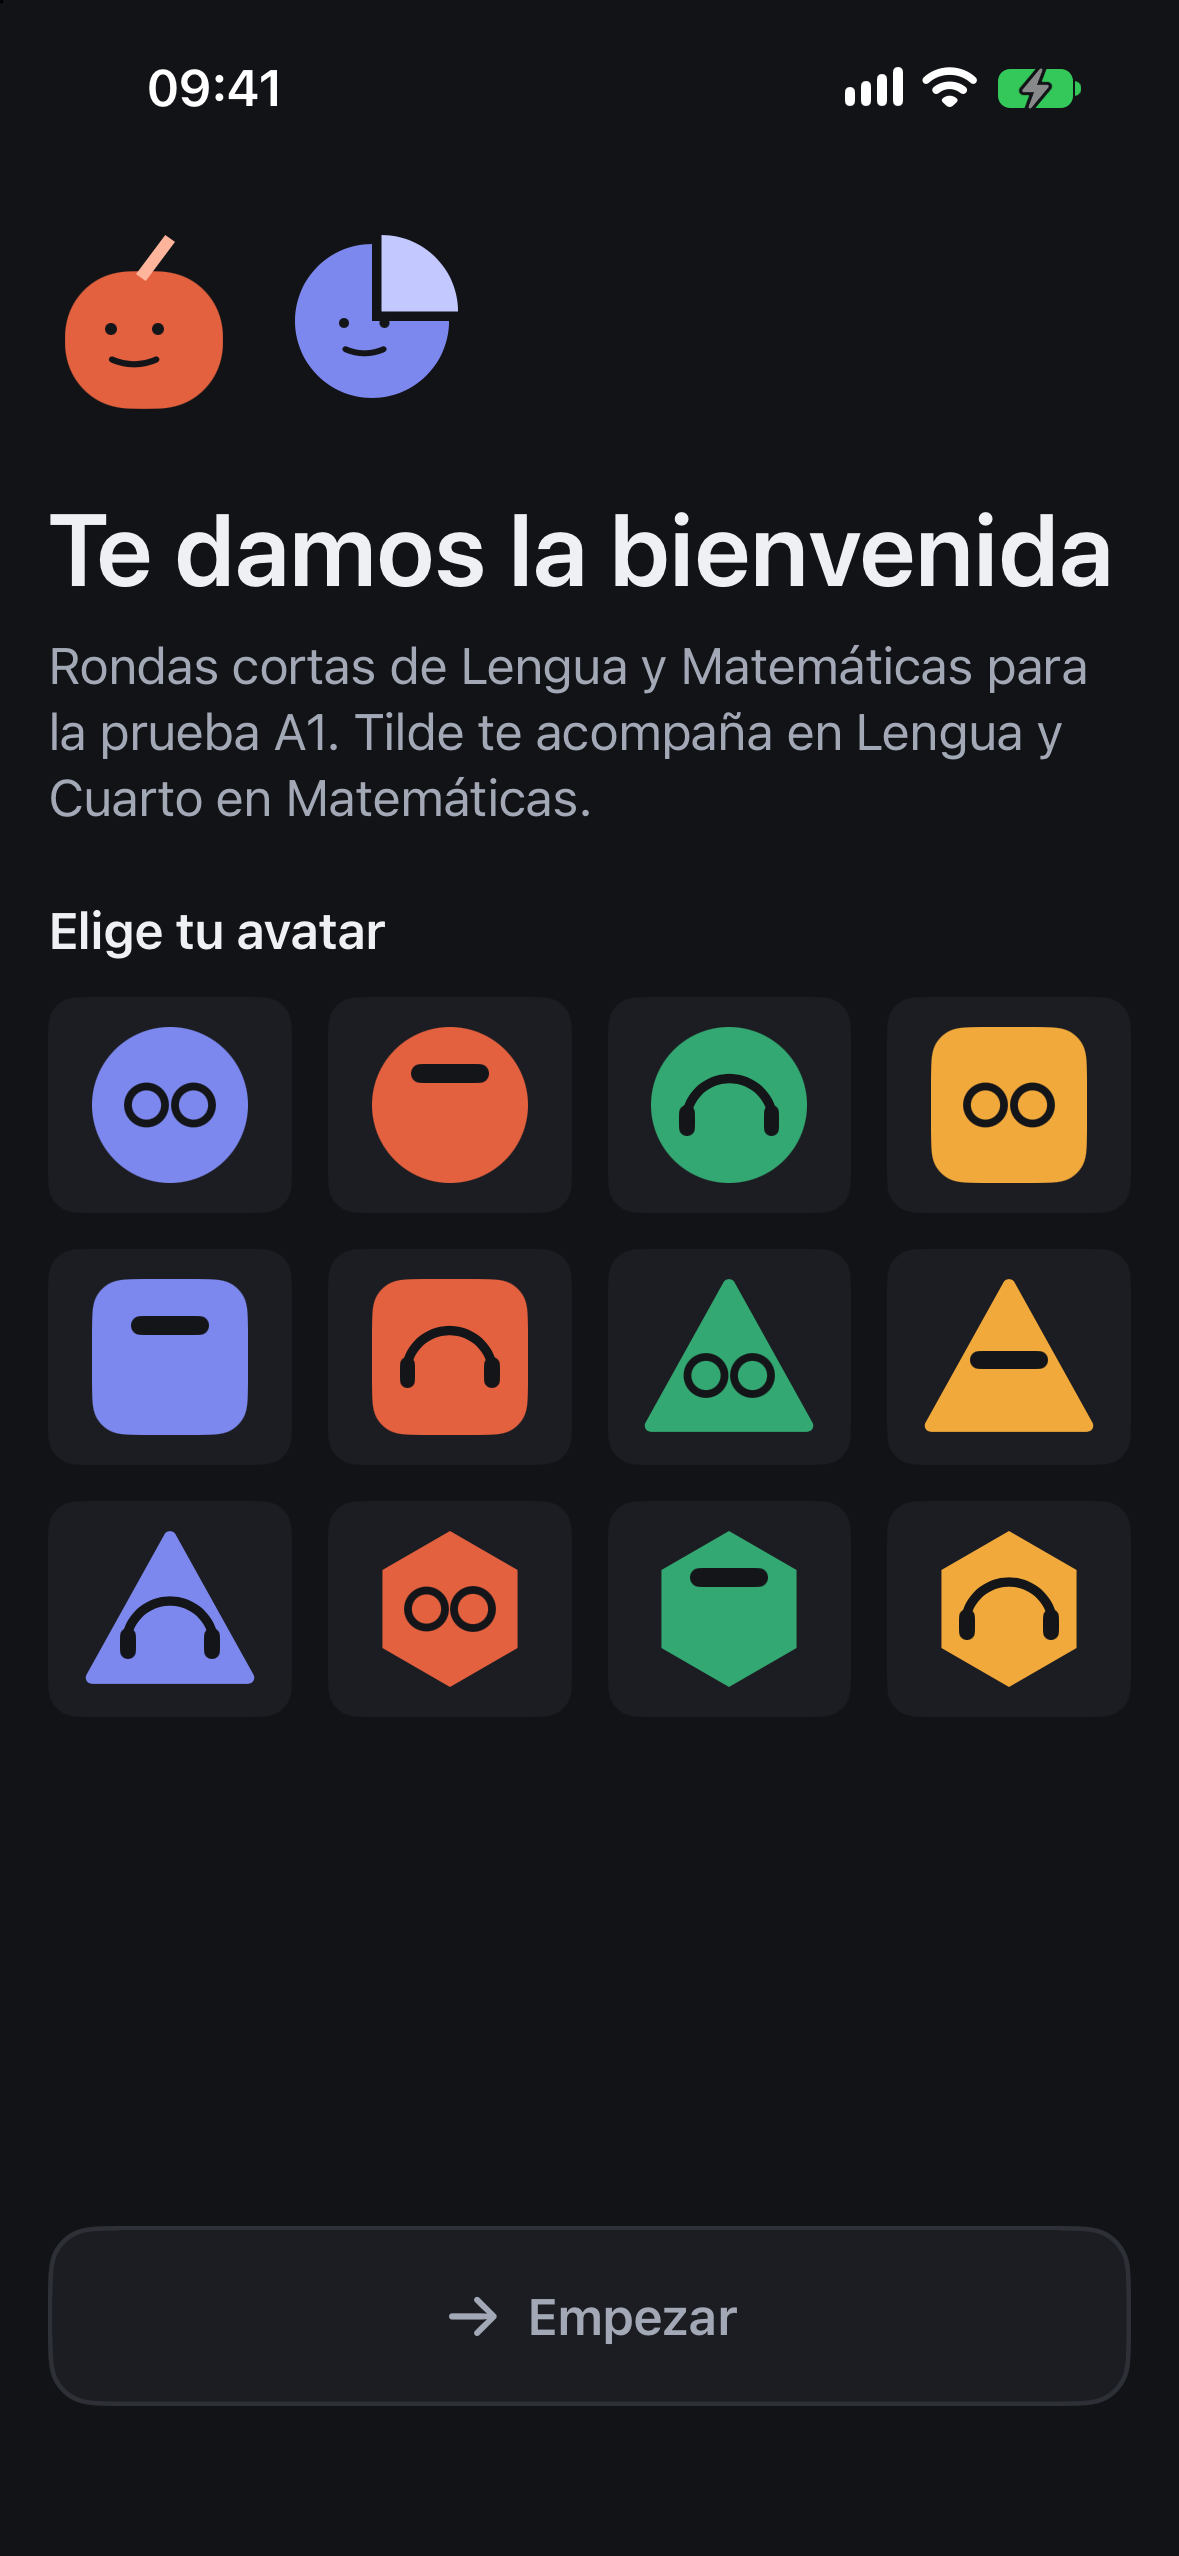 09:41
Te damos la bienvenida
Rondas cortas de Lengua y Matemáticas para
la prueba A1. Tilde te acompaña en Lengua y
Cuarto en Matemáticas.
Elige tu avatar
Empezar